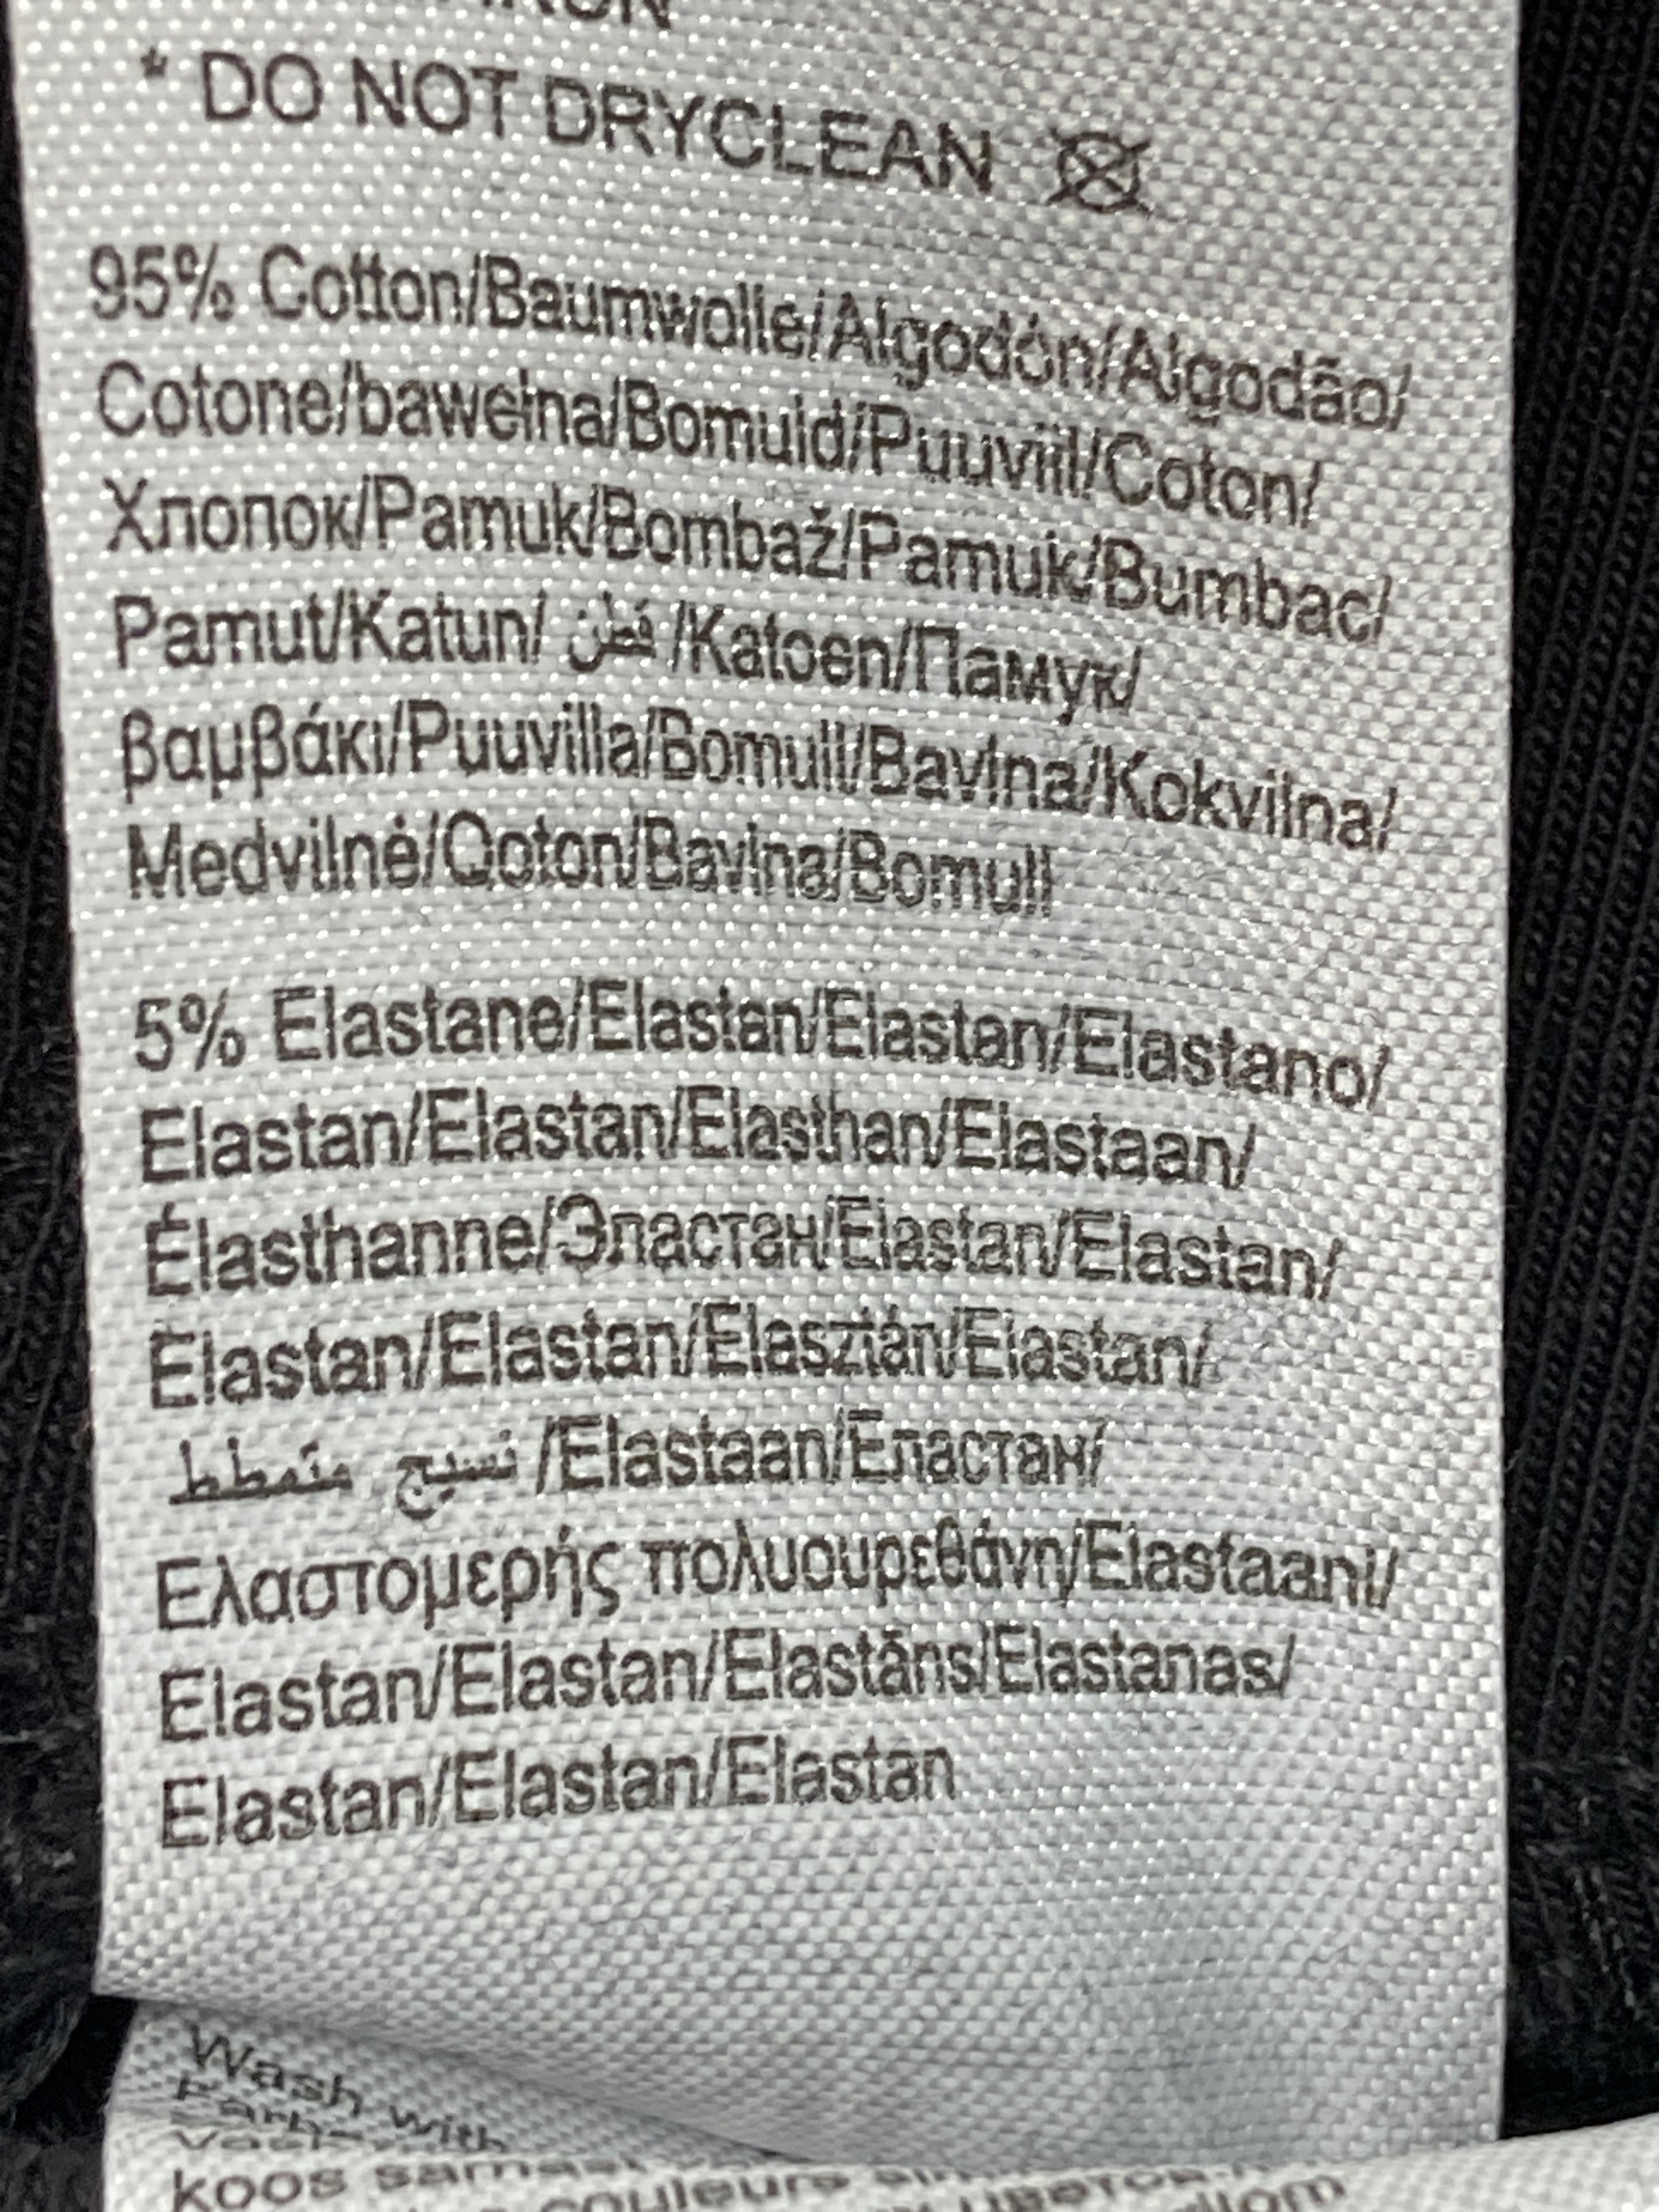 * DO NOT DRYCLEAN
95% Cotton/Baumwolle/Algodón/Algodão/
Cotone/bawełna/Bomuld/Puuvill/Coton/
Хлопок/Pamuk/Bombaž/Pamuk/Bumbac/
Pamut/Katun/ قطن /Katoen/Памук/
βαμβάκι/Puuvilla/Bomull/Bavlna/Kokvilna/
Medvilnė/Qoton/Bavlna/Bomull
5% Elastane/Elastan/Elastan/Elastano/
Elastan/Elastan/Elasthan/Elastaan/
Élasthanne/Эластан/Elastan/Elastan/
Elastan/Elastan/Elasztán/Elastan/
نسيج متمطط /Elastaan/Еластан/
Ελαστομερής πολυουρεθάνη/Elastaani/
Elastan/Elastan/Elastāns/Elastanas/
Elastan/Elastan/Elastan
Wash with
koos
couleurs